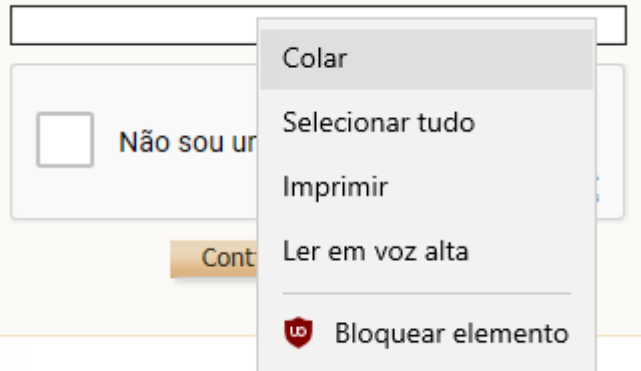 Colar
Não sou u
Selecionar tudo
Imprimir
Cont
Ler em voz alta
Bloquear elemento